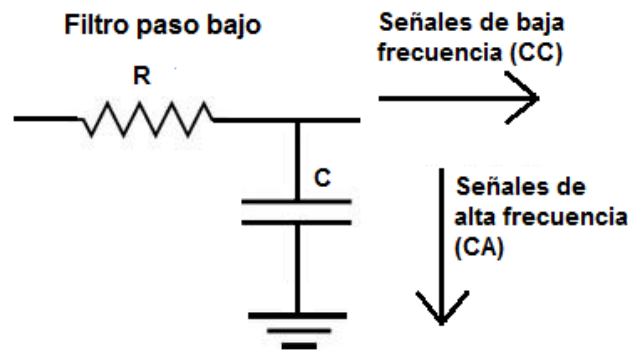 Filtro paso bajo
R
Señales de baja
frecuencia (CC)
C
Señales de
alta frecuencia
(CA)